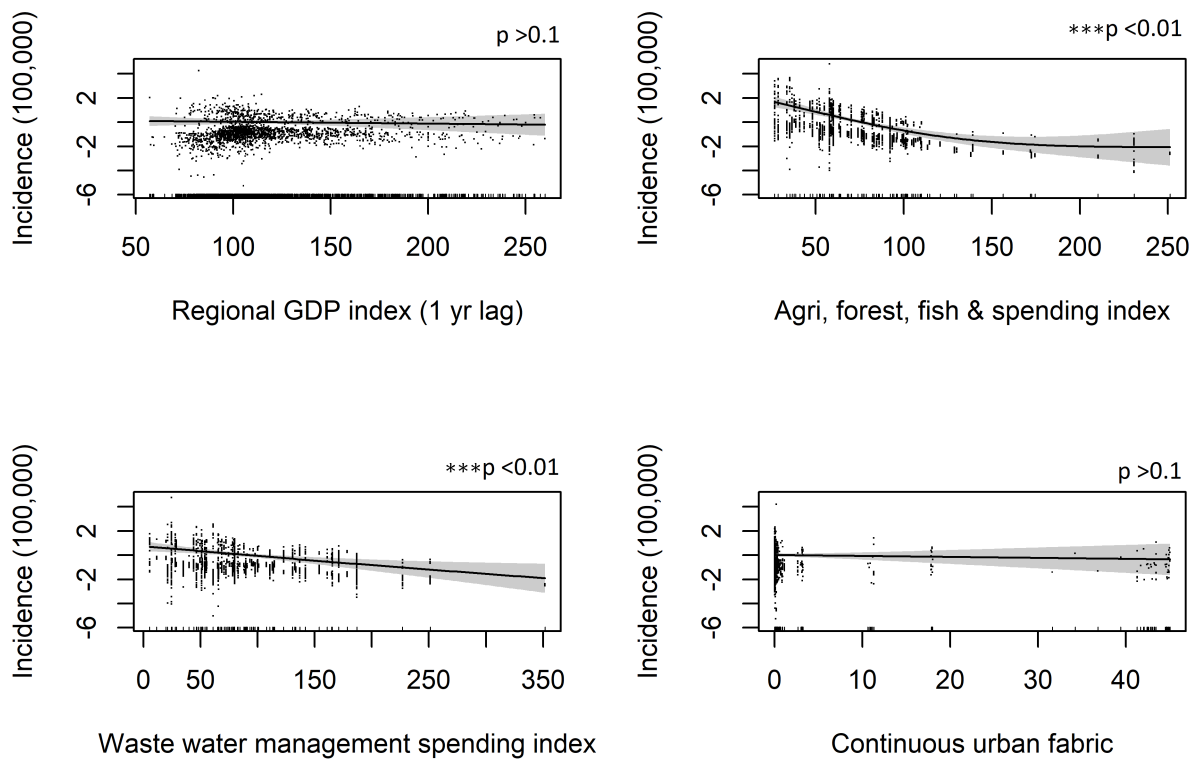 p >0.1
Incidence (100,000)
2
-2
-6
50 100 150 200 250
Regional GDP index (1 yr lag)
***p <0.01
Incidence (100,000)
2
-2
-6
50 100 150 200 250
Agri, forest, fish & spending index
***p <0.01
Incidence (100,000)
2
-2
-6
0 50 150 250 350
Waste water management spending index
p >0.1
Incidence (100,000)
2
-2
-6
0 10 20 30 40
Continuous urban fabric